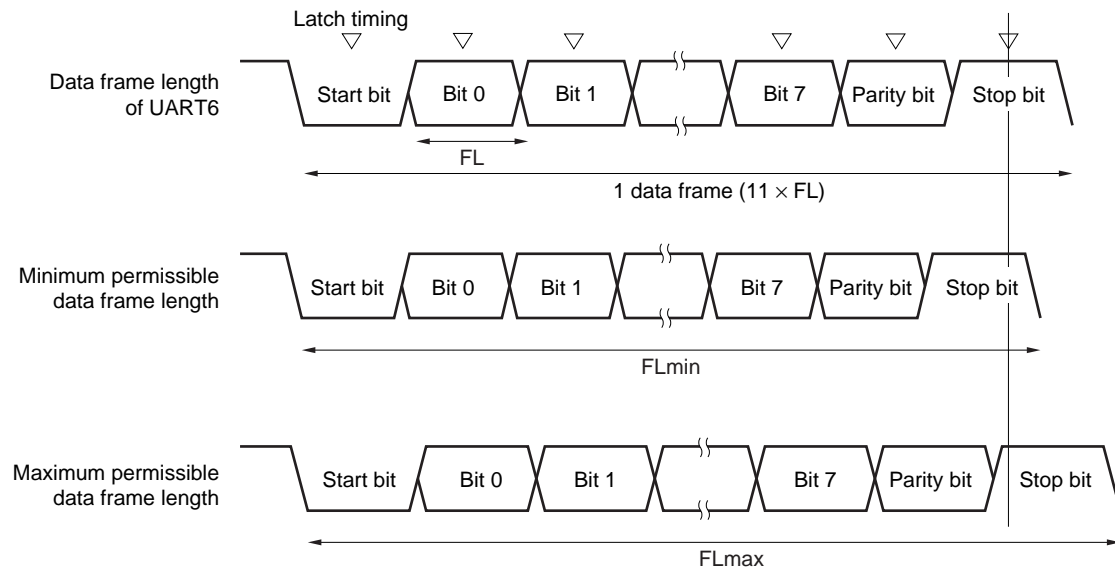 Latch timing
Data frame length
of UART6
Start bit Bit 0 Bit 1 Bit 7 Parity bit Stop bit
FL
1 data frame (11 × FL)
Minimum permissible
data frame length
Start bit Bit 0 Bit 1 Bit 7 Parity bit Stop bit
FLmin
Maximum permissible
data frame length
Start bit Bit 0 Bit 1 Bit 7 Parity bit Stop bit
FLmax